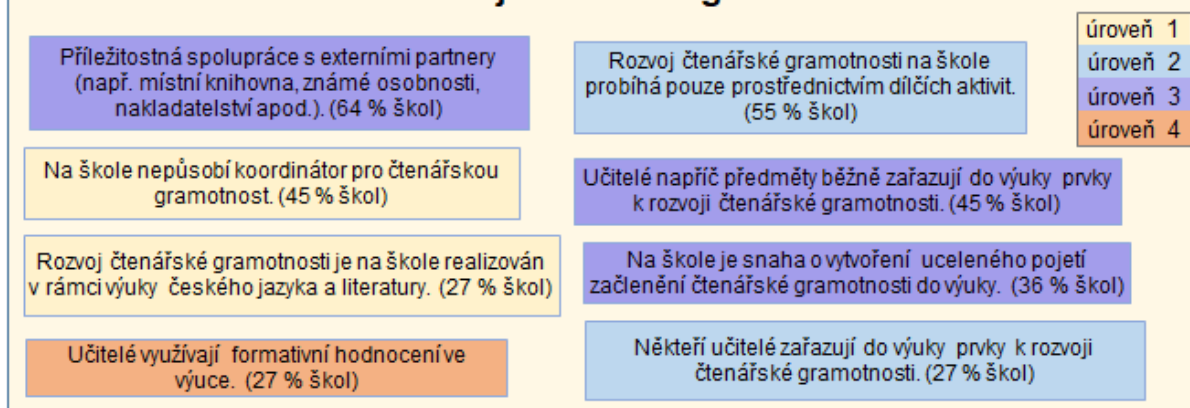 Příležitostná spolupráce s externími partnery
(např. místní knihovna, známé osobnosti,
nakladatelství apod.). (64 % škol)
Rozvoj čtenářské gramotnosti na škole
probíhá pouze prostřednictvím dílčích aktivit.
(55 % škol)
úroveň 1
úroveň 2
úroveň 3
úroveň 4
Na škole nepůsobí koordinátor pro čtenářskou
gramotnost. (45 % škol)
Učitelé napříč předměty běžně zařazují do výuky prvky
k rozvoji čtenářské gramotnosti. (45 % škol)
Rozvoj čtenářské gramotnosti je na škole realizován
v rámci výuky českého jazyka a literatury. (27 % škol)
Na škole je snaha o vytvoření uceleného pojetí
začlenění čtenářské gramotnosti do výuky. (36 % škol)
Učitelé využívají formativní hodnocení ve
výuce. (27 % škol)
Někteří učitelé zařazují do výuky prvky k rozvoji
čtenářské gramotnosti. (27 % škol)